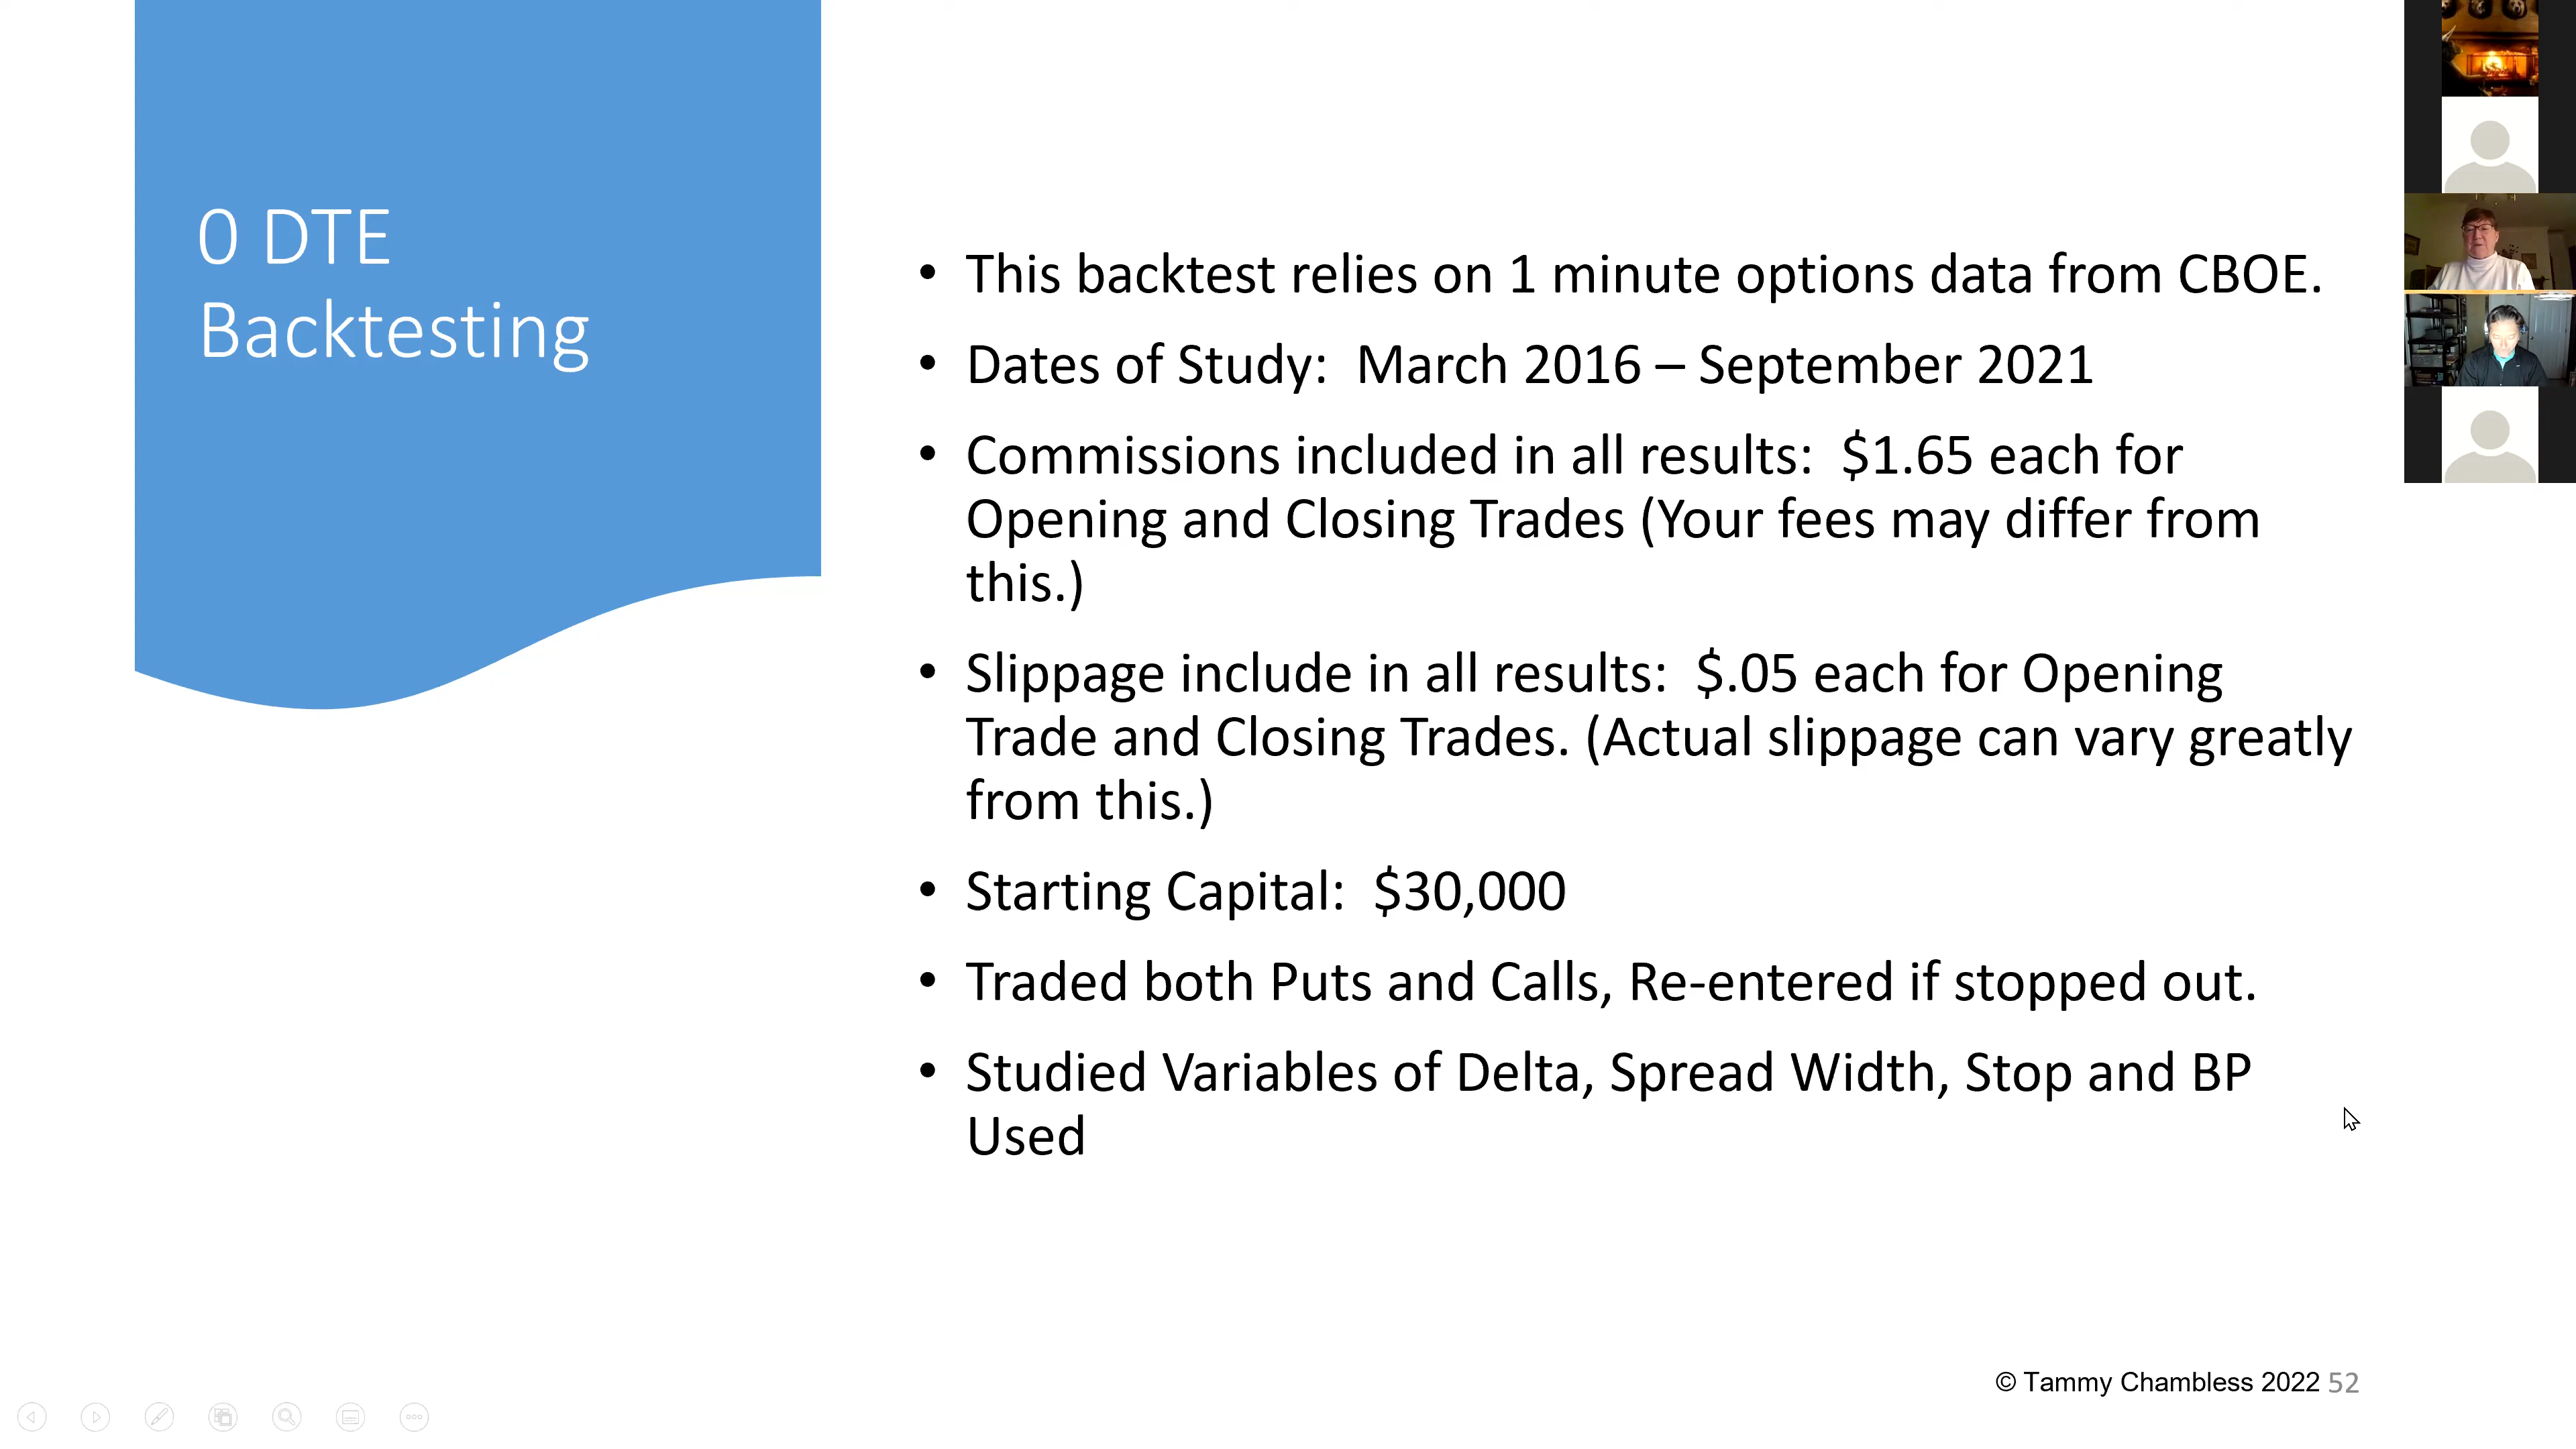 0 DTE
Backtesting
• This backtest relies on 1 minute options data from CBOE.
• Dates of Study:  March 2016 – September 2021
• Commissions included in all results:  $1.65 each for
Opening and Closing Trades (Your fees may differ from
this.)
• Slippage include in all results:  $.05 each for Opening
Trade and Closing Trades. (Actual slippage can vary greatly
from this.)
• Starting Capital:  $30,000
• Traded both Puts and Calls, Re-entered if stopped out.
• Studied Variables of Delta, Spread Width, Stop and BP
Used
© Tammy Chambless 2022 52